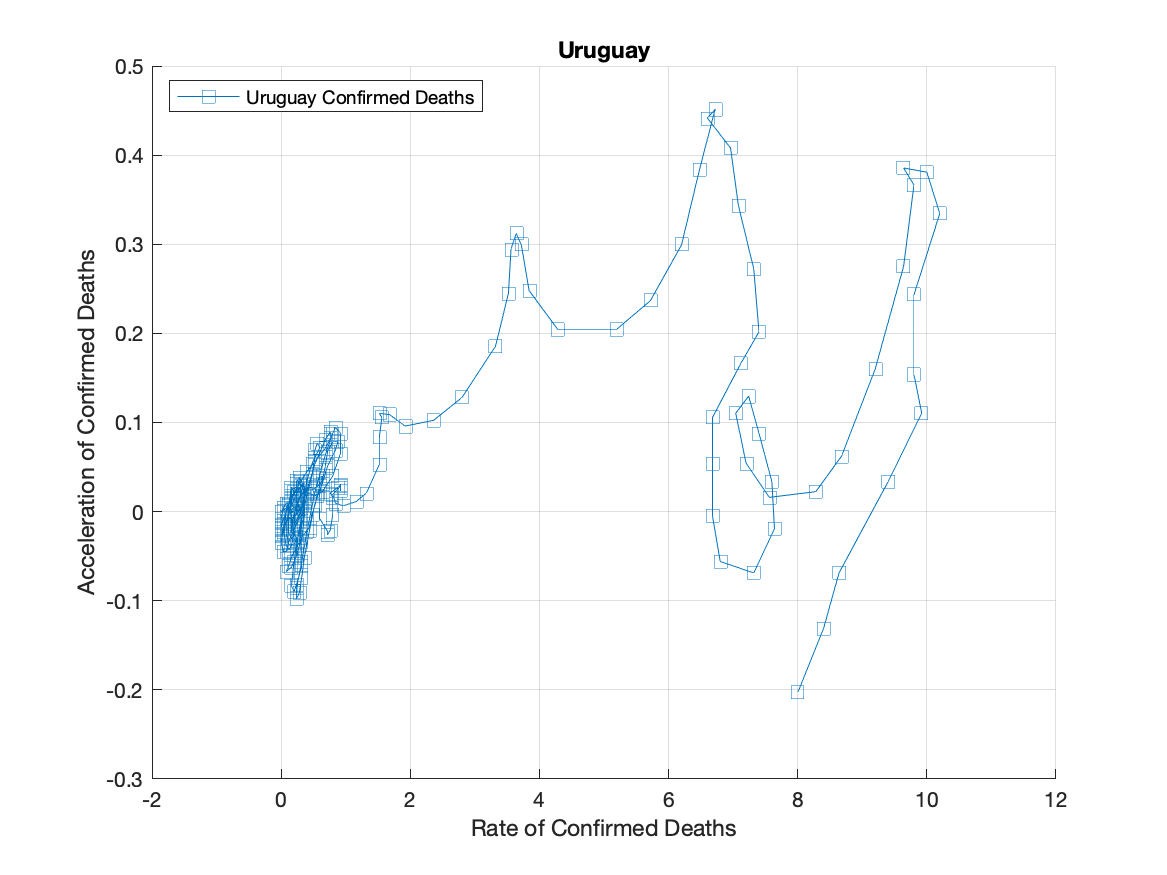 Uruguay
Uruguay Confirmed Deaths
0.5
0.4
0.3
0.2
0.1
0
-0.1
-0.2
-0.3
Acceleration of Confirmed Deaths
-2 0 2 4 6 8 10 12
Rate of Confirmed Deaths